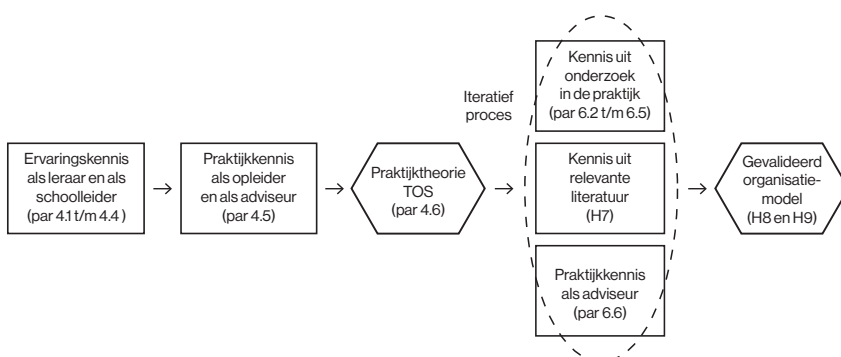 Ervaringskennis
als leraar en als
schoolleider
(par 4.1 t/m 4.4 )
Praktijkkennis
als opleider
en als adviseur
(par 4.5)
Praktijktheorie
TOS
(par 4.6)
Iteratief
proces
Kennis uit
onderzoek
in de praktijk
(par 6.2 t/m 6.5)
Kennis uit
relevante
literatuur
(H7)
Praktijkkennis
als adviseur
(par 6.6)
Gevalideerd
organisatie-
model
(H8 en H9)